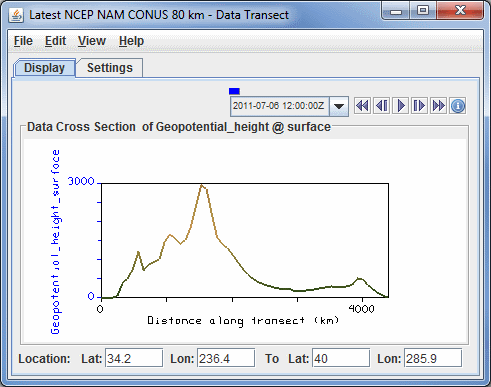 Latest NCEP NAM CONUS 80 km - Data Transect
File Edit View Help
Display Settings
2011-07-06 12:00:00Z
Data Cross Section of Geopotential_height @ surface
Geopotential_height_surface
3000
0
0 4000
Distance along transect (km)
Location: Lat: 34.2 Lon: 236.4 To Lat: 40 Lon: 285.9